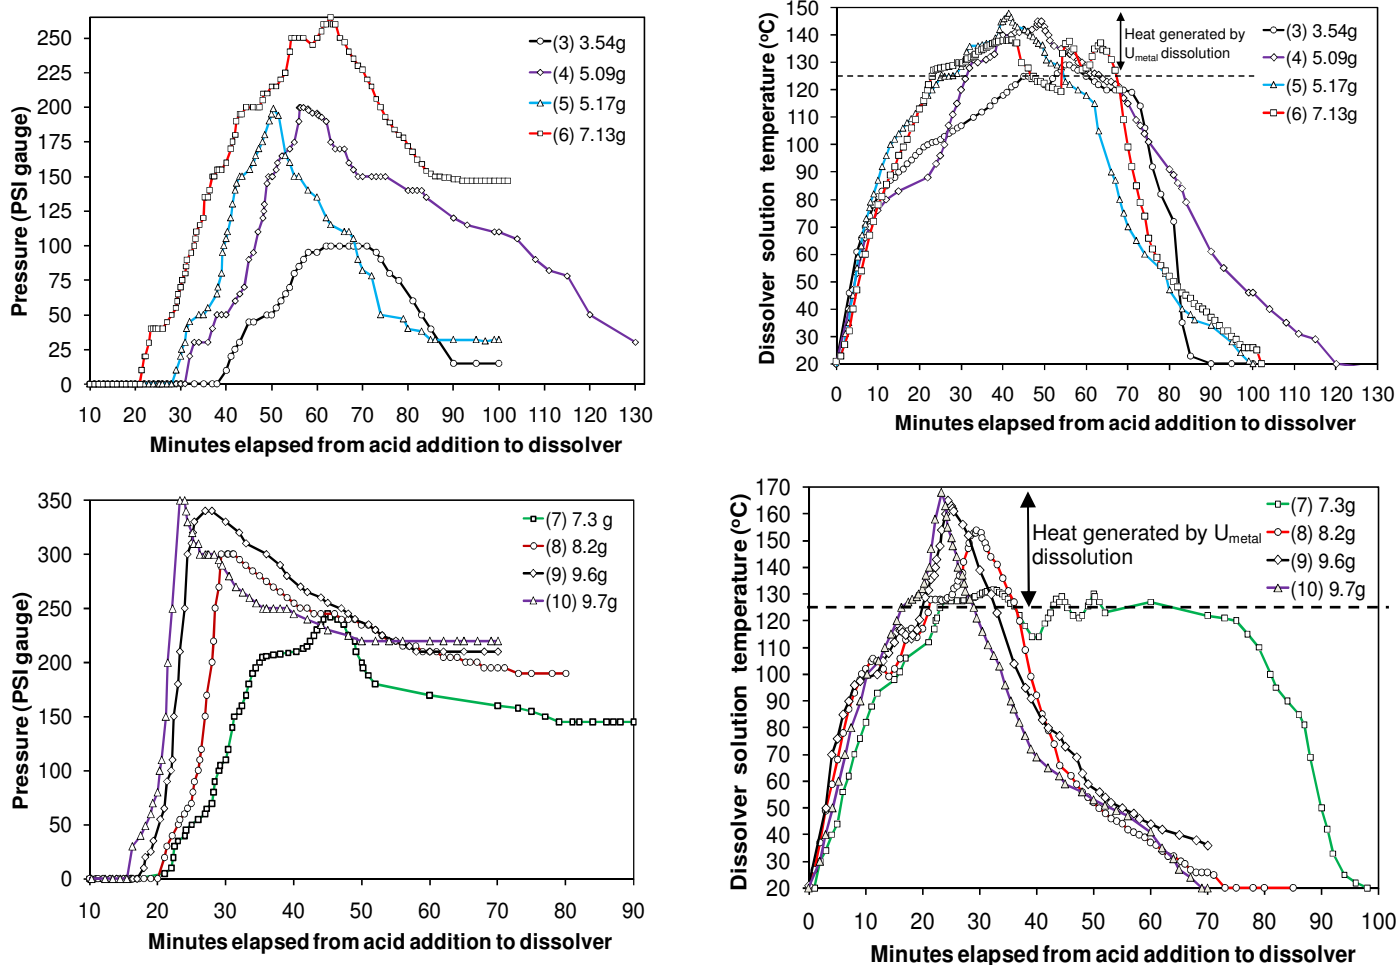 Pressure (PSI gauge)
250
225
200
175
150
125
100
75
50
25
0
10 20 30 40 50 60 70 80 90 100 110 120 130
Minutes elapsed from acid addition to dissolver
(3) 3.54g
(4) 5.09g
(5) 5.17g
(6) 7.13g
Dissolver solution temperature (ºC)
150
140
130
120
110
100
90
80
70
60
50
40
30
20
0 10 20 30 40 50 60 70 80 90 100 110 120 130
Minutes elapsed from acid addition to dissolver
Heat generated by
Umetal dissolution
(3) 3.54g
(4) 5.09g
(5) 5.17g
(6) 7.13g
Pressure (PSI gauge)
350
300
250
200
150
100
50
0
10 20 30 40 50 60 70 80 90
Minutes elapsed from acid addition to dissolver
(7) 7.3 g
(8) 8.2g
(9) 9.6g
(10) 9.7g
Dissolver solution temperature (ºC)
170
160
150
140
130
120
110
100
90
80
70
60
50
40
30
20
0 10 20 30 40 50 60 70 80 90 100
Minutes elapsed from acid addition to dissolver
Heat generated by Umetal
dissolution
(7) 7.3g
(8) 8.2g
(9) 9.6g
(10) 9.7g